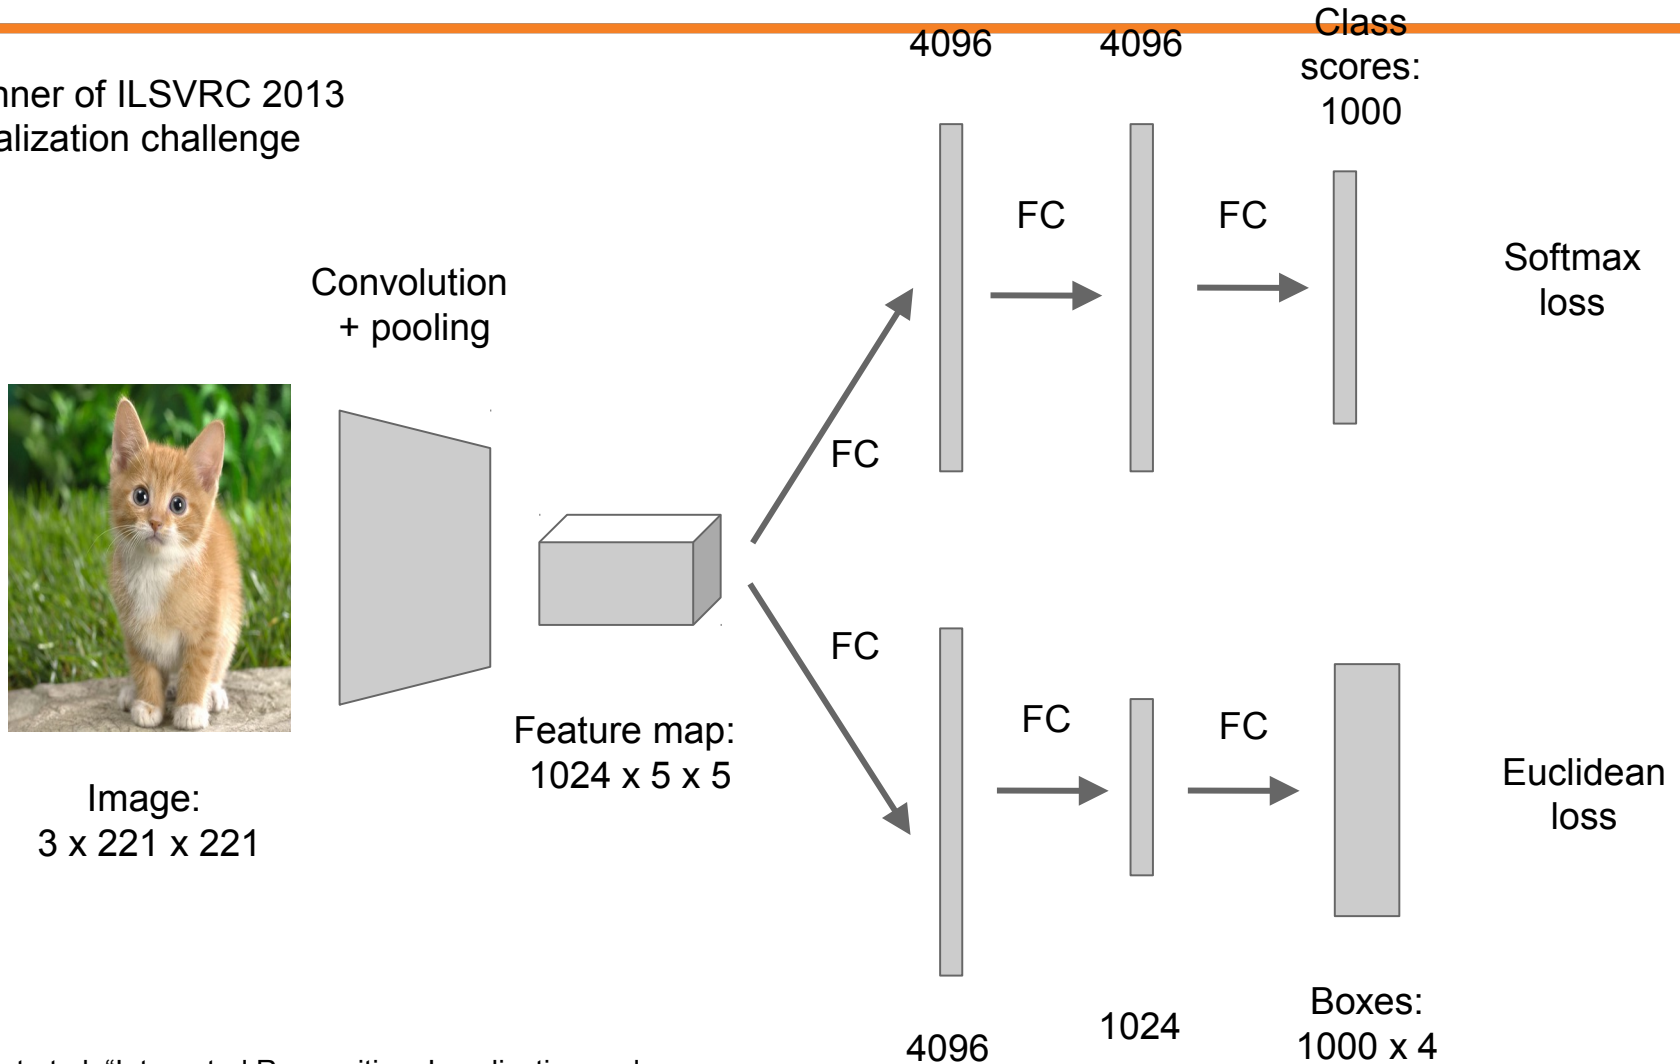 nner of ILSVRC 2013
alization challenge
4096
4096
Class
scores:
1000
Convolution
+ pooling
FC
FC
Softmax
loss
FC
FC
Feature map:
1024 x 5 x 5
Image:
3 x 221 x 221
FC
FC
Euclidean
loss
4096
1024
Boxes:
1000 x 4